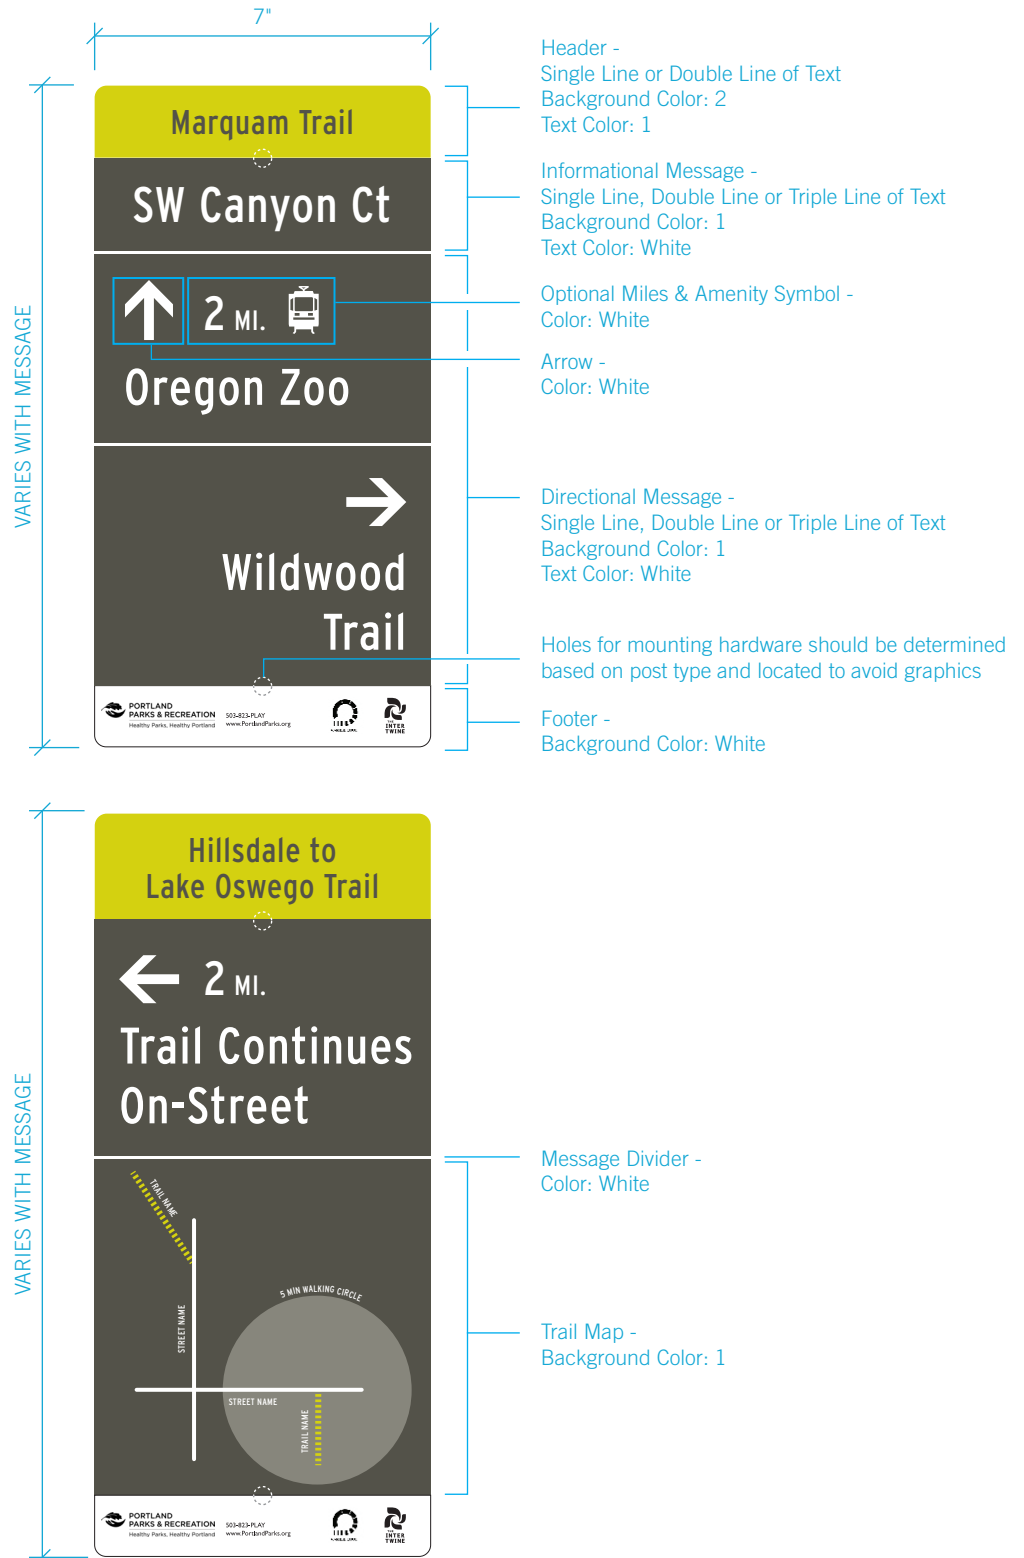 7"
Header -
Single Line or Double Line of Text
Background Color: 2
Text Color: 1
Marquam Trail
Informational Message -
Single Line, Double Line or Triple Line of Text
Background Color: 1
Text Color: White
SW Canyon Ct
Optional Miles & Amenity Symbol -
Color: White
2 MI.
Arrow -
Color: White
Oregon Zoo
VARIES WITH MESSAGE
Directional Message -
Single Line, Double Line or Triple Line of Text
Background Color: 1
Text Color: White
Wildwood
Trail
Holes for mounting hardware should be determined
based on post type and located to avoid graphics
PORTLAND
PARKS & RECREATION
Healthy Parks, Healthy Portland
503-823-PLAY
www.PortlandParks.org
THE
INTER
TWINE
Footer -
Background Color: White
Hillsdale to
Lake Oswego Trail
2 MI.
Trail Continues
On-Street
VARIES WITH MESSAGE
Message Divider -
Color: White
TRAIL NAME
STREET NAME
5 MIN WALKING CIRCLE
STREET NAME
TRAIL NAME
Trail Map -
Background Color: 1
PORTLAND
PARKS & RECREATION
Healthy Parks, Healthy Portland
503-823-PLAY
www.PortlandParks.org
THE
INTER
TWINE